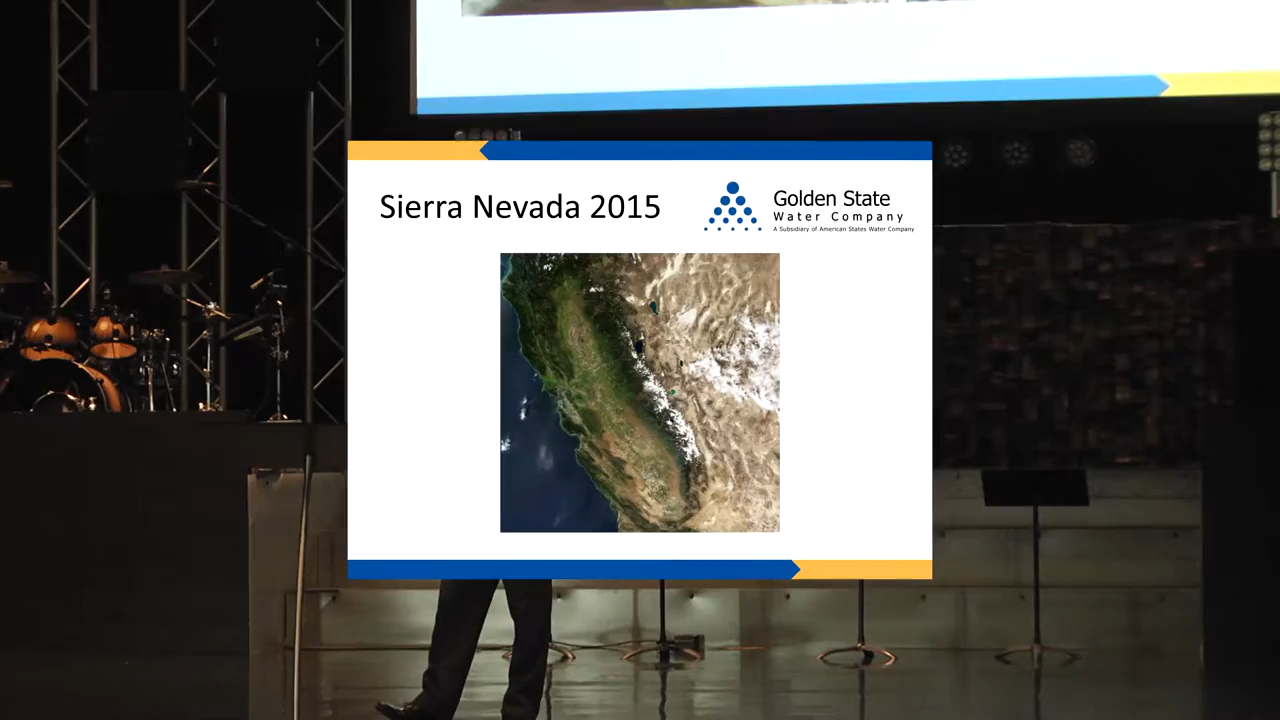 Sierra Nevada 2015
Golden State
Water Company
A Subsidiary of American States Water Company